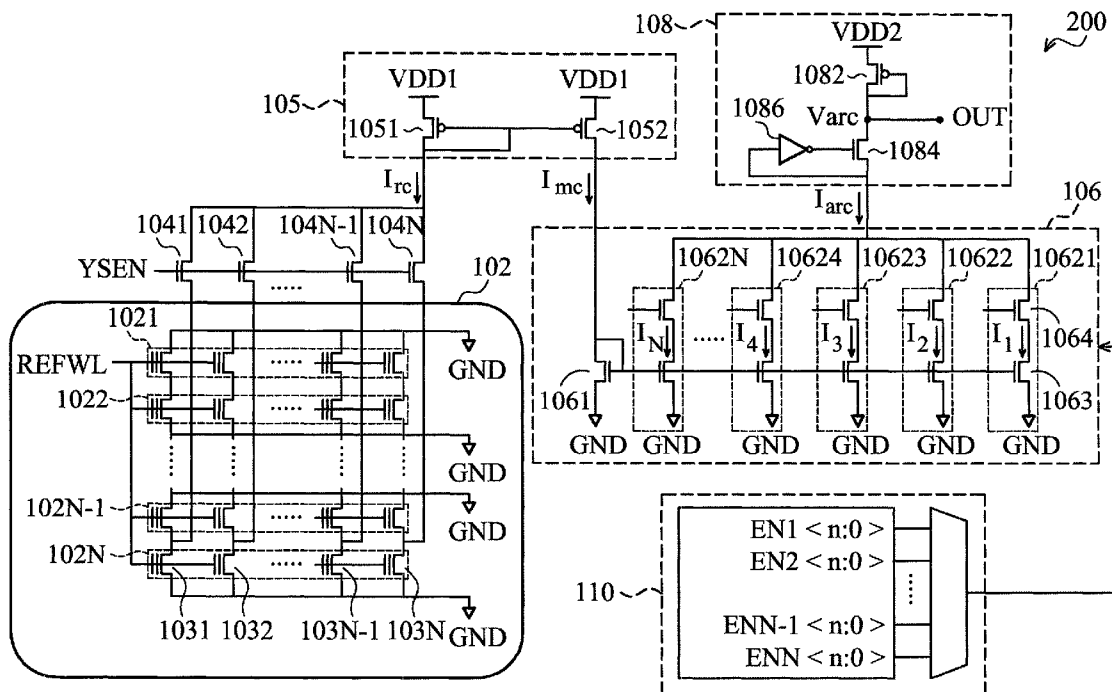 108
VDD2
200
1082
105
VDD1
VDD1
1051
1052
1086
Varc
OUT
1084
Irc
Imc
Iarc
106
1041
1042
104N-1
104N
YSEN
.....
102
1062N
10624
10623
10622
10621
IN
.....
I4
I3
I2
I1
1064
1021
REFWL
.....
GND
1022
.....
1061
1063
GND
GND
GND
GND
GND
GND
GND
.....
102N-1
.....
GND
102N
.....
1031
1032
103N-1
103N
GND
110
EN1 < n:0 >
EN2 < n:0 >
ENN-1 < n:0 >
ENN < n:0 >